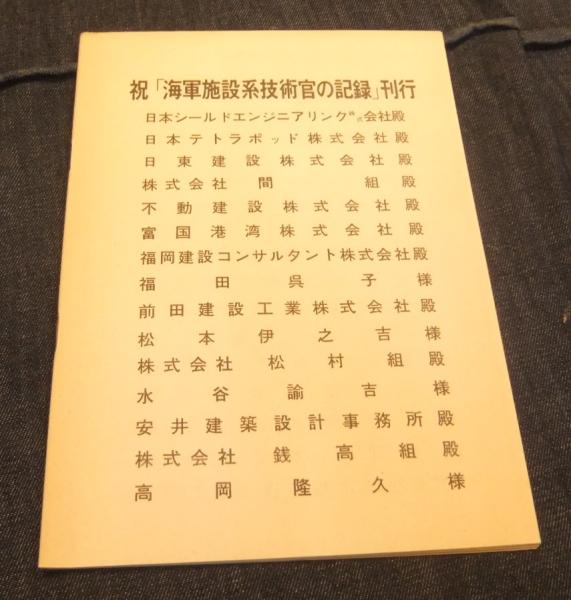 祝「海軍施設系技術官の記録」刊行
日本シールドエンジニアリング株式会社殿
日本テトラポッド株式会社殿
日東建設株式会社殿
株式会社間組殿
不動建設株式会社殿
富国港湾株式会社殿
福岡建設コンサルタント株式会社殿
福田呉子様
前田建設工業株式会社殿
松本伊之吉様
株式会社松村組殿
水谷諭吉様
安井建築設計事務所殿
株式会社銭高組殿
高岡隆久様